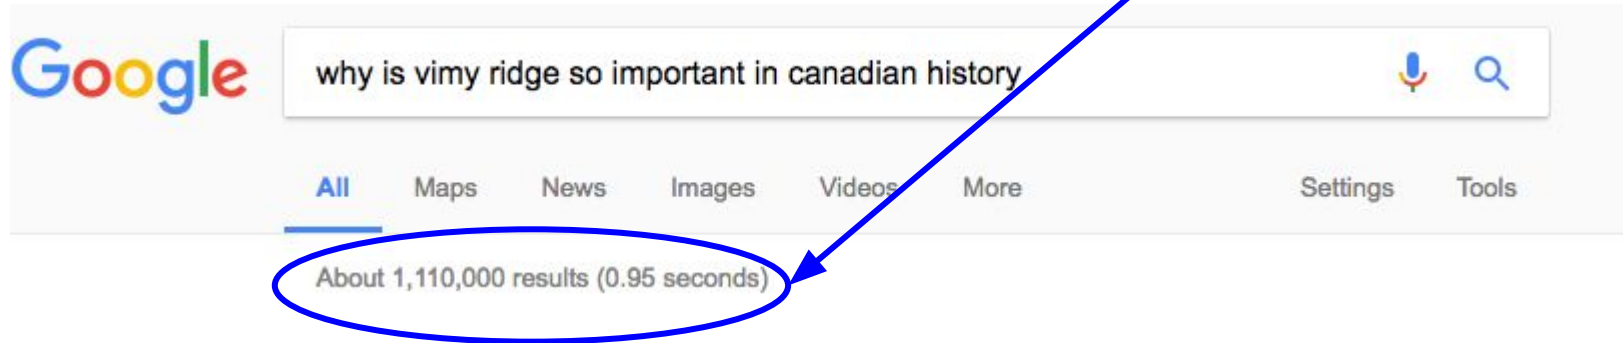 Google
why is vimy ridge so important in canadian history
All Maps News Images Videos More Settings Tools
About 1,110,000 results (0.95 seconds)